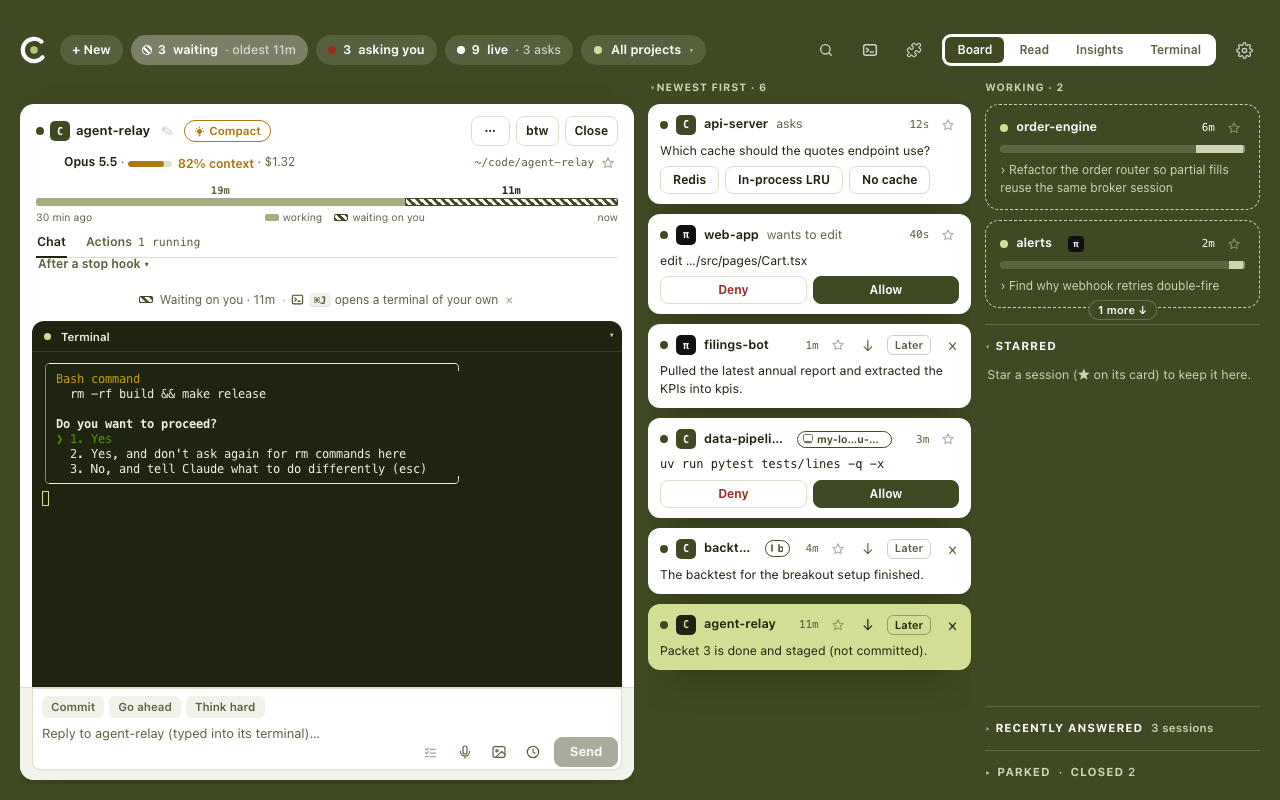 + New
3 waiting · oldest 11m
3 asking you
9 live · 3 asks
All projects
Board
Read
Insights
Terminal
C agent-relay
Compact
···
btw
Close
Opus 5.5 · 82% context · $1.32
~/code/agent-relay
19m
11m
30 min ago
working
waiting on you
now
Chat
Actions 1 running
After a stop hook
Waiting on you · 11m · ⌘J opens a terminal of your own ×
Terminal
Bash command
rm -rf build && make release
Do you want to proceed?
❯ 1. Yes
2. Yes, and don't ask again for rm commands here
3. No, and tell Claude what to do differently (esc)
Commit
Go ahead
Think hard
Reply to agent-relay (typed into its terminal)…
Send
NEWEST FIRST · 6
C api-server asks 12s
Which cache should the quotes endpoint use?
Redis
In-process LRU
No cache
π web-app wants to edit 40s
edit …/src/pages/Cart.tsx
Deny
Allow
π filings-bot 1m ↓ Later ×
Pulled the latest annual report and extracted the
KPIs into kpis.
C data-pipeli… my-lo…u-… 3m
uv run pytest tests/lines -q -x
Deny
Allow
C backt… 4m ↓ Later ×
The backtest for the breakout setup finished.
C agent-relay 11m ↓ Later ×
Packet 3 is done and staged (not committed).
WORKING · 2
order-engine 6m
› Refactor the order router so partial fills
reuse the same broker session
alerts π 2m
› Find why webhook retries double-fire
1 more ↓
STARRED
Star a session (★ on its card) to keep it here.
RECENTLY ANSWERED 3 sessions
PARKED · CLOSED 2